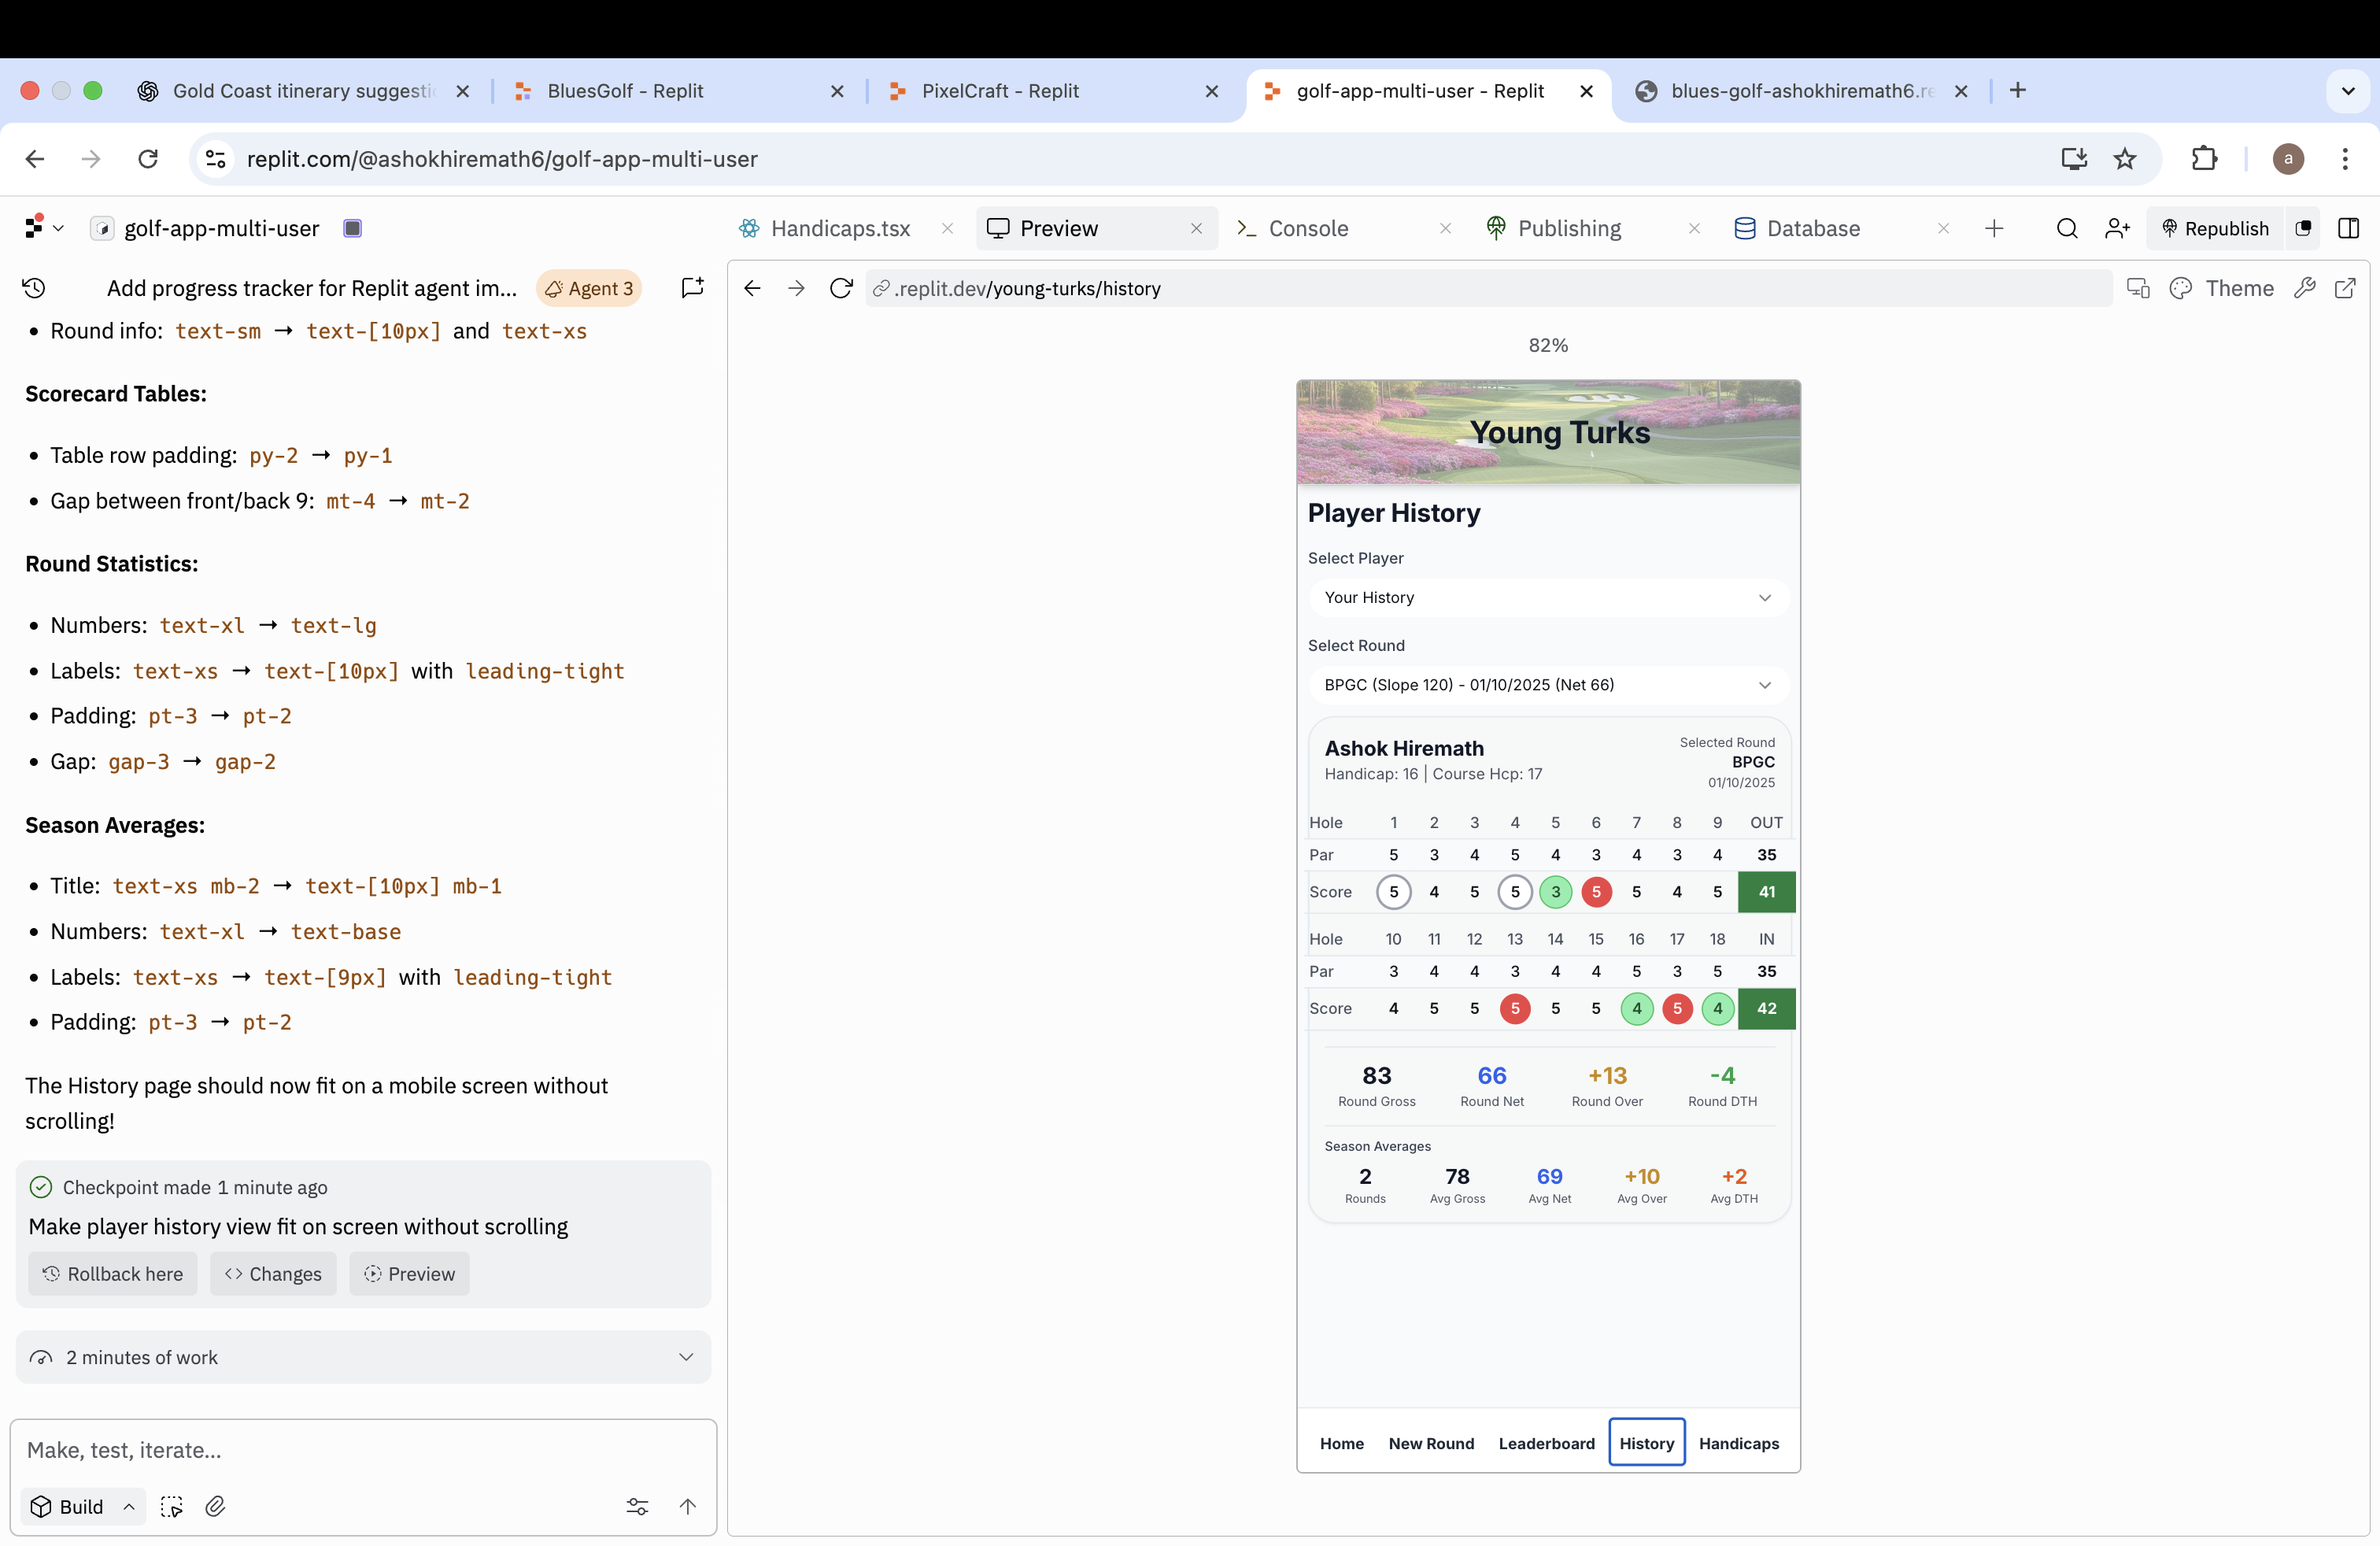 Gold Coast itinerary suggesti
BluesGolf - Replit
PixelCraft - Replit
golf-app-multi-user - Replit
blues-golf-ashokhiremath6.re
replit.com/@ashokhiremath6/golf-app-multi-user
a
golf-app-multi-user
Handicaps.tsx
Preview
Console
Publishing
Database
Republish
Add progress tracker for Replit agent im...
Agent 3
.replit.dev/young-turks/history
Theme
• Round info: text-sm → text-[10px] and text-xs
Scorecard Tables:
• Table row padding: py-2 → py-1
• Gap between front/back 9: mt-4 → mt-2
Round Statistics:
• Numbers: text-xl → text-lg
• Labels: text-xs → text-[10px] with leading-tight
• Padding: pt-3 → pt-2
• Gap: gap-3 → gap-2
Season Averages:
• Title: text-xs mb-2 → text-[10px] mb-1
• Numbers: text-xl → text-base
• Labels: text-xs → text-[9px] with leading-tight
• Padding: pt-3 → pt-2
The History page should now fit on a mobile screen without
scrolling!
Checkpoint made 1 minute ago
Make player history view fit on screen without scrolling
Rollback here
Changes
Preview
2 minutes of work
Make, test, iterate...
Build
82%
Young Turks
Player History
Select Player
Your History
Select Round
BPGC (Slope 120) - 01/10/2025 (Net 66)
Ashok Hiremath
Handicap: 16 | Course Hcp: 17
Selected Round
BPGC
01/10/2025
Hole 1 2 3 4 5 6 7 8 9 OUT
Par 5 3 4 5 4 3 4 3 4 35
Score 5 4 5 5 3 5 5 4 5 41
Hole 10 11 12 13 14 15 16 17 18 IN
Par 3 4 4 3 4 4 5 3 5 35
Score 4 5 5 5 5 5 4 5 4 42
83 66 +13 -4
Round Gross Round Net Round Over Round DTH
Season Averages
2 78 69 +10 +2
Rounds Avg Gross Avg Net Avg Over Avg DTH
Home New Round Leaderboard History Handicaps